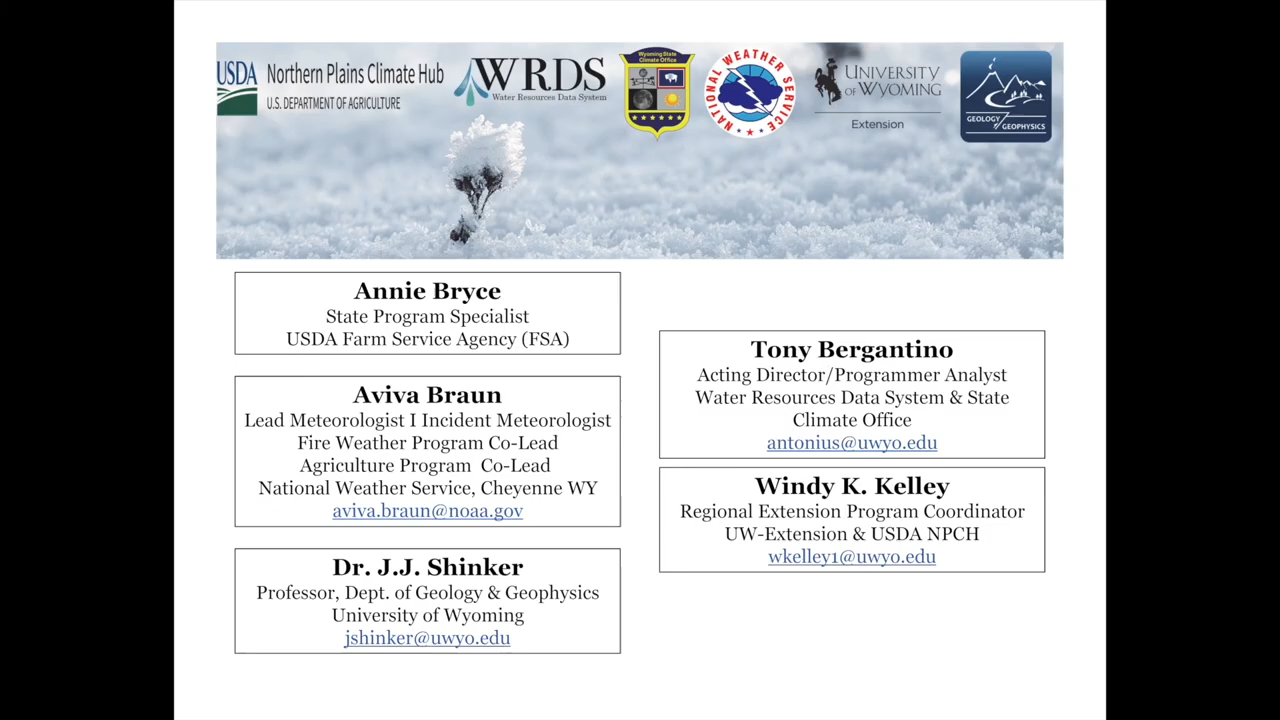 USDA Northern Plains Climate Hub
U.S. DEPARTMENT OF AGRICULTURE
WRDS
Water Resources Data System
Wyoming State
Climate Office
NATIONAL WEATHER SERVICE
UNIVERSITY
OF WYOMING
Extension
GEOLOGY
GEOPHYSICS
Annie Bryce
State Program Specialist
USDA Farm Service Agency (FSA)
Aviva Braun
Lead Meteorologist I Incident Meteorologist
Fire Weather Program Co-Lead
Agriculture Program Co-Lead
National Weather Service, Cheyenne WY
aviva.braun@noaa.gov
Dr. J.J. Shinker
Professor, Dept. of Geology & Geophysics
University of Wyoming
jshinker@uwyo.edu
Tony Bergantino
Acting Director/Programmer Analyst
Water Resources Data System & State
Climate Office
antonius@uwyo.edu
Windy K. Kelley
Regional Extension Program Coordinator
UW-Extension & USDA NPCH
wkelley1@uwyo.edu